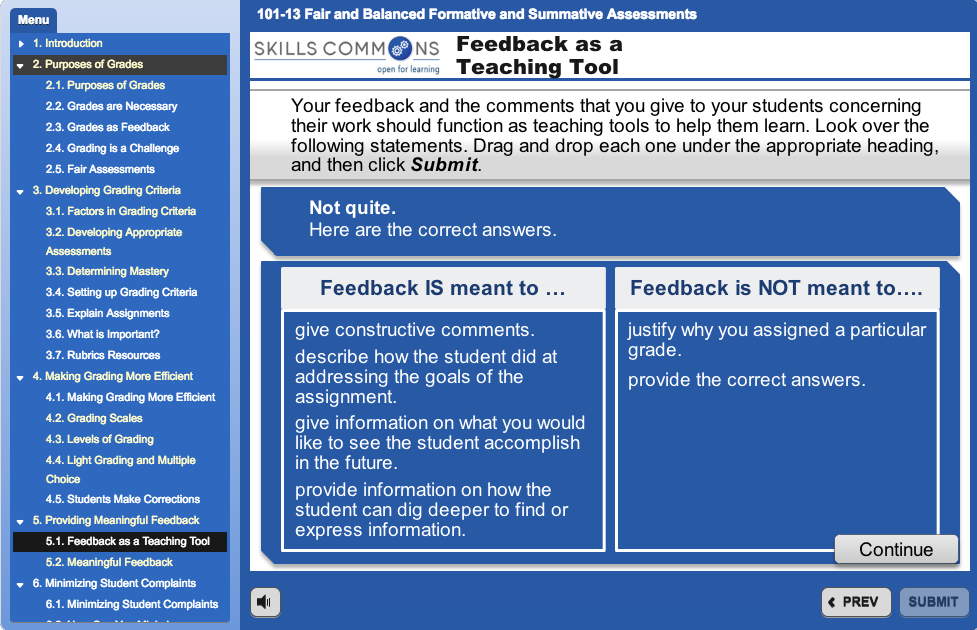 Menu
1. Introduction
2. Purposes of Grades
2.1. Purposes of Grades
2.2. Grades are Necessary
2.3. Grades as Feedback
2.4. Grading is a Challenge
2.5. Fair Assessments
3. Developing Grading Criteria
3.1. Factors in Grading Criteria
3.2. Developing Appropriate
Assessments
3.3. Determining Mastery
3.4. Setting up Grading Criteria
3.5. Explain Assignments
3.6. What is Important?
3.7. Rubrics Resources
4. Making Grading More Efficient
4.1. Making Grading More Efficient
4.2. Grading Scales
4.3. Levels of Grading
4.4. Light Grading and Multiple
Choice
4.5. Students Make Corrections
5. Providing Meaningful Feedback
5.1. Feedback as a Teaching Tool
5.2. Meaningful Feedback
6. Minimizing Student Complaints
6.1. Minimizing Student Complaints
101-13 Fair and Balanced Formative and Summative Assessments
SKILLS COMMONS
open for learning
Feedback as a
Teaching Tool
Your feedback and the comments that you give to your students concerning
their work should function as teaching tools to help them learn. Look over the
following statements. Drag and drop each one under the appropriate heading,
and then click Submit.
Not quite.
Here are the correct answers.
Feedback IS meant to …
give constructive comments.
describe how the student did at
addressing the goals of the
assignment.
give information on what you would
like to see the student accomplish
in the future.
provide information on how the
student can dig deeper to find or
express information.
Feedback is NOT meant to….
justify why you assigned a particular
grade.
provide the correct answers.
Continue
PREV
SUBMIT